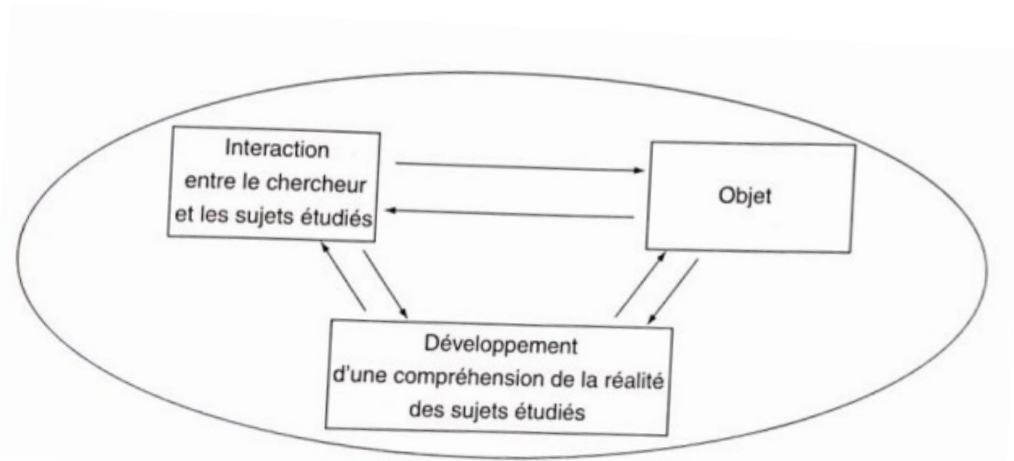 Interaction
entre le chercheur
et les sujets étudiés
Objet
Développement
d'une compréhension de la réalité
des sujets étudiés